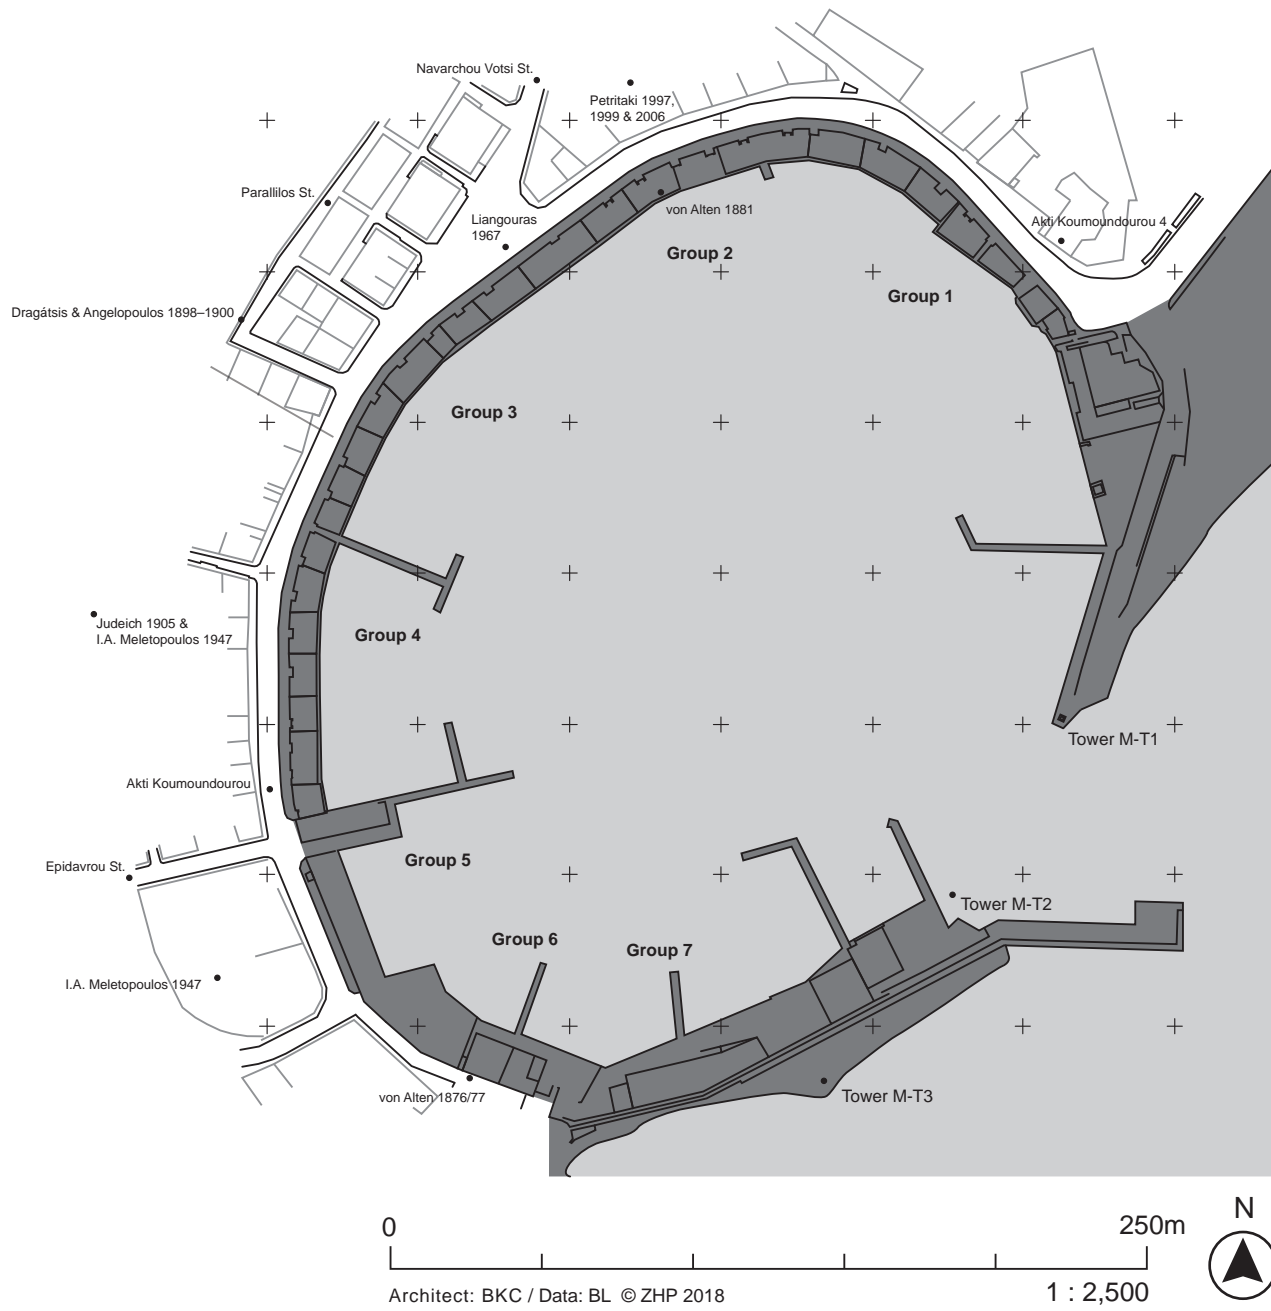 Navarchou Votsi St.
Petritaki 1997,
1999 & 2006
Parallilos St.
Liangouras
1967
von Alten 1881
Akti Koumoundourou 4
Group 2
Group 1
Dragátsis & Angelopoulos 1898–1900
Group 3
Judeich 1905 &
I.A. Meletopoulos 1947
Group 4
Tower M-T1
Akti Koumoundourou
Epidavrou St.
Group 5
Tower M-T2
Group 6
Group 7
I.A. Meletopoulos 1947
von Alten 1876/77
Tower M-T3
0
250m
N
Architect: BKC / Data: BL © ZHP 2018
1 : 2,500